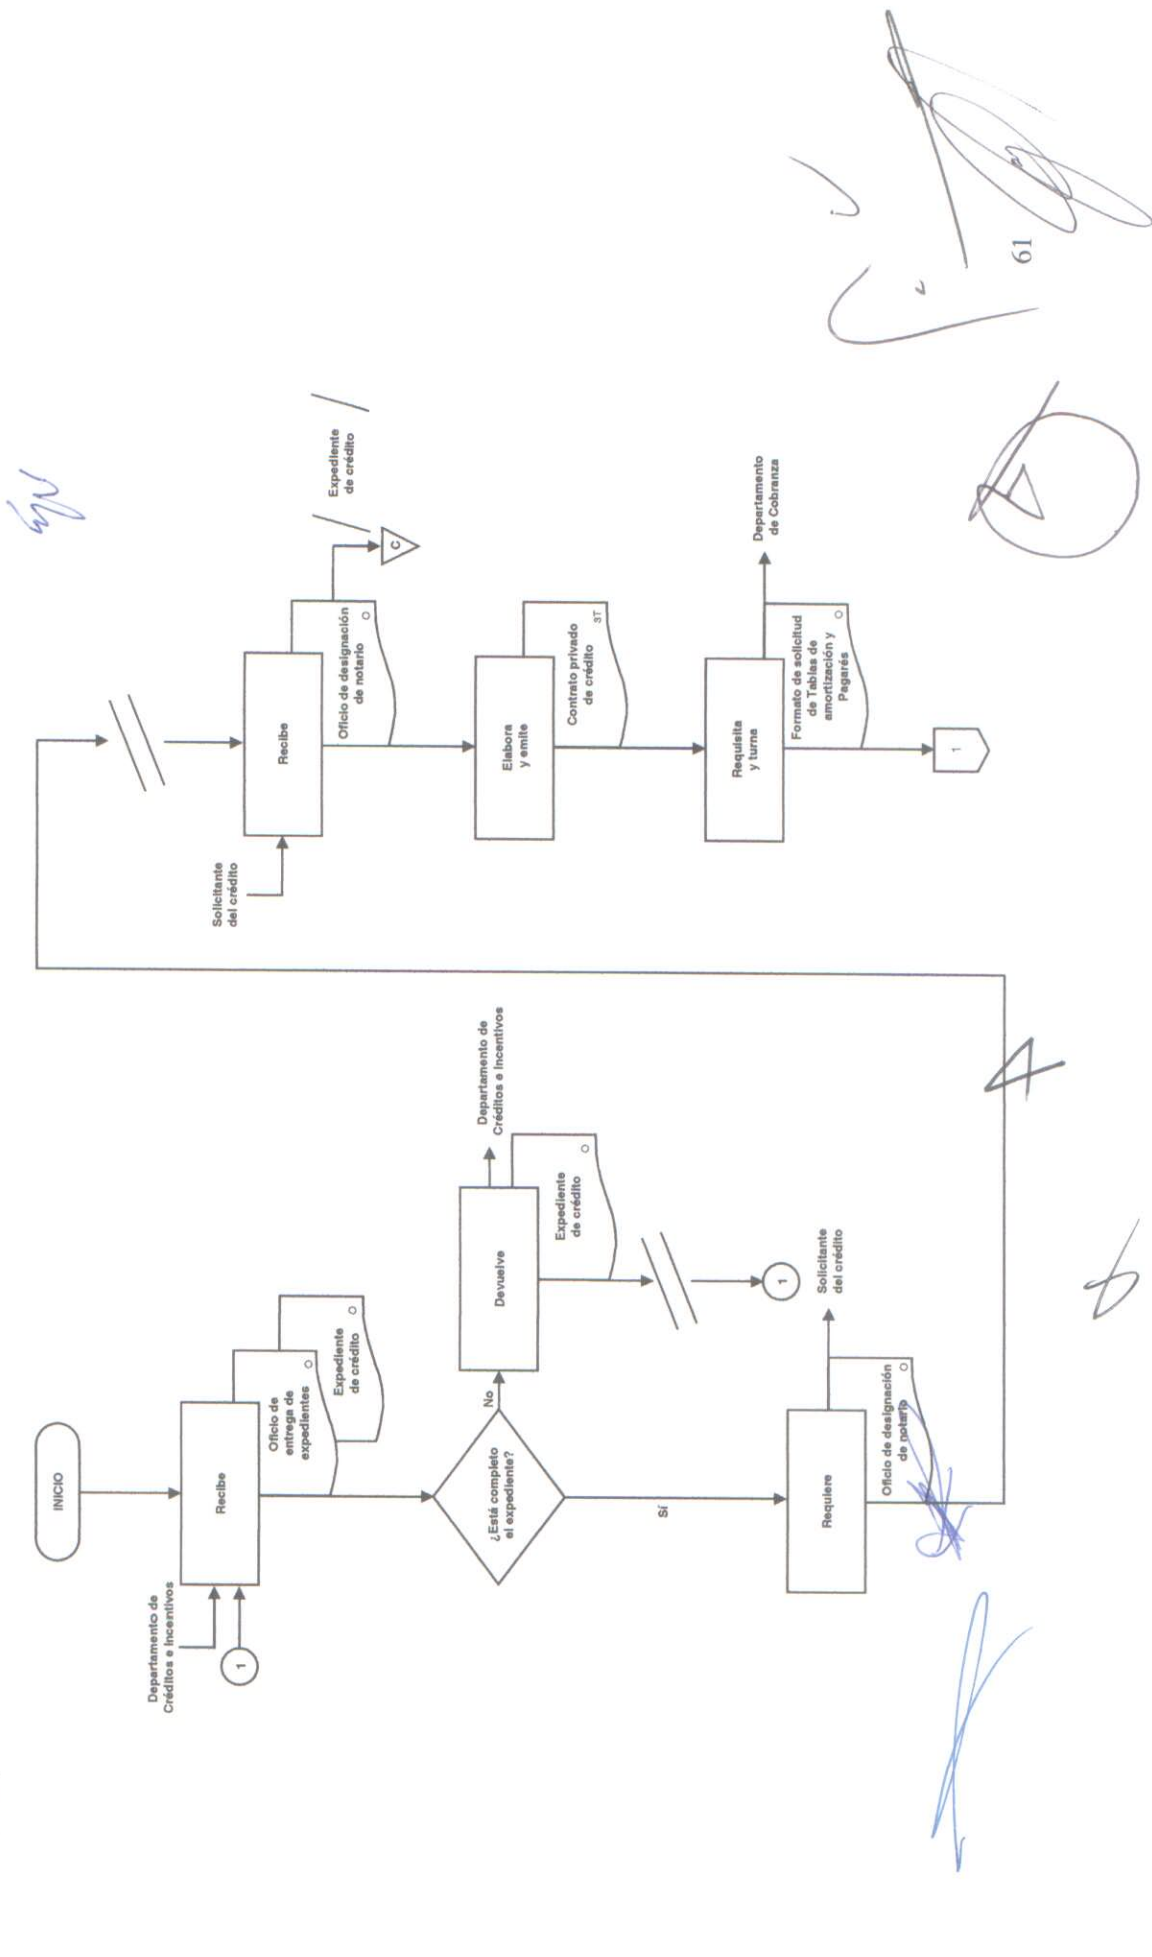 INICIO
Departamento de
Créditos e Incentivos
1
Recibe
Oficio de
entrega de
expedientes
O
Expediente
de crédito
O
¿Está completo
el expediente?
No
Devuelve
Departamento de
Créditos e Incentivos
Expediente
de crédito
O
1
Sí
Requiere
Solicitante
del crédito
Oficio de designación
de notario
O
Solicitante
del crédito
Recibe
Oficio de designación
de notario
O
C
Expediente
de crédito
Elabora
y emite
Contrato privado
de crédito
3T
Requisita
y turna
Departamento
de Cobranza
Formato de solicitud
de Tablas de
amortización y
Pagarés
O
1
61